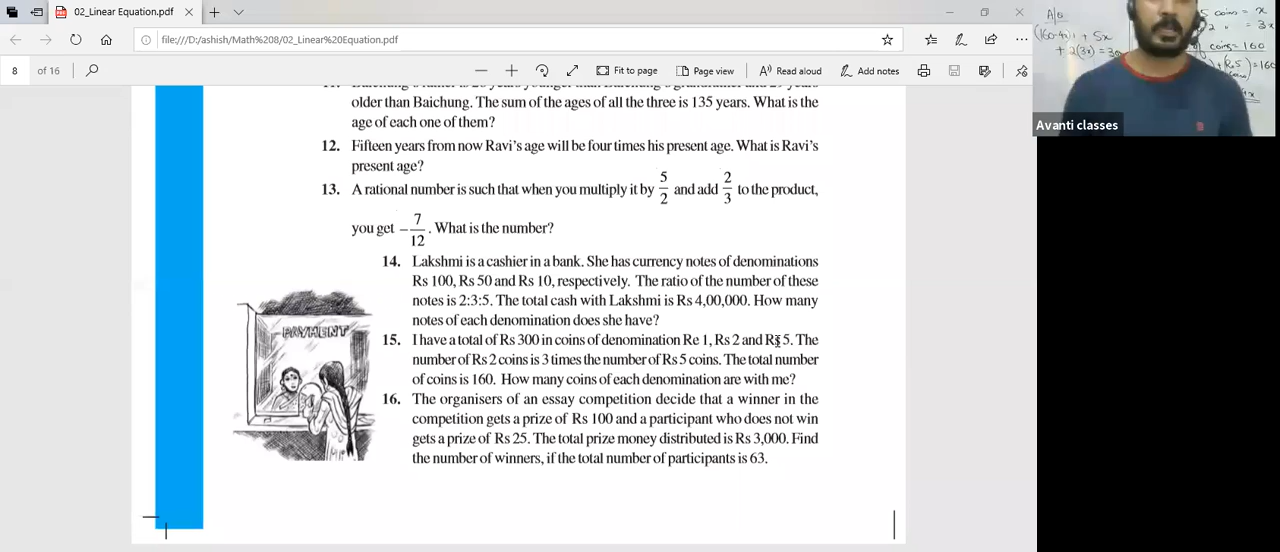 02_Linear Equation.pdf
file:///D:/ashish/Math%208/02_Linear%20Equation.pdf
8 of 16
Fit to page
Page view
Read aloud
Add notes
older than Baichung. The sum of the ages of all the three is 135 years. What is the
age of each one of them?
12. Fifteen years from now Ravi's age will be four times his present age. What is Ravi's
present age?
13. A rational number is such that when you multiply it by 5/2 and add 2/3 to the product,
you get -7/12. What is the number?
14. Lakshmi is a cashier in a bank. She has currency notes of denominations
Rs 100, Rs 50 and Rs 10, respectively. The ratio of the number of these
notes is 2:3:5. The total cash with Lakshmi is Rs 4,00,000. How many
notes of each denomination does she have?
PAYMENT
15. I have a total of Rs 300 in coins of denomination Re 1, Rs 2 and Rs 5. The
number of Rs 2 coins is 3 times the number of Rs 5 coins. The total number
of coins is 160. How many coins of each denomination are with me?
16. The organisers of an essay competition decide that a winner in the
competition gets a prize of Rs 100 and a participant who does not win
gets a prize of Rs 25. The total prize money distributed is Rs 3,000. Find
the number of winners, if the total number of participants is 63.
5 coins = x
= 3x
coins = 160
(160-4x)1 + 5x
Avanti classes